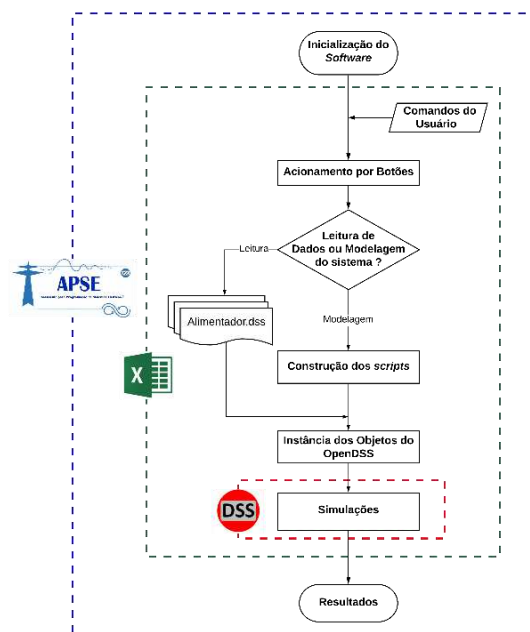 Inicialização do
Software
Comandos do
Usuário
Acionamento por Botões
Leitura de
Dados ou Modelagem
do sistema ?
Leitura
APSE
Alimentador.dss
Modelagem
Construção dos scripts
Instância dos Objetos do
OpenDSS
DSS
Simulações
Resultados